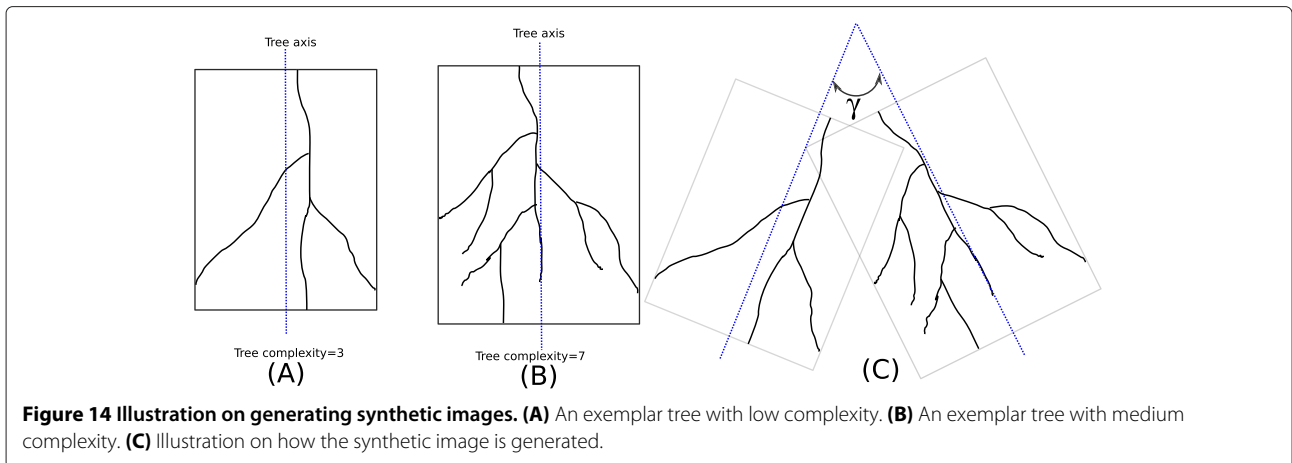 Tree axis
Tree complexity=3
(A)
Tree axis
Tree complexity=7
(B)
γ
(C)
Figure 14 Illustration on generating synthetic images. (A) An exemplar tree with low complexity. (B) An exemplar tree with medium
complexity. (C) Illustration on how the synthetic image is generated.